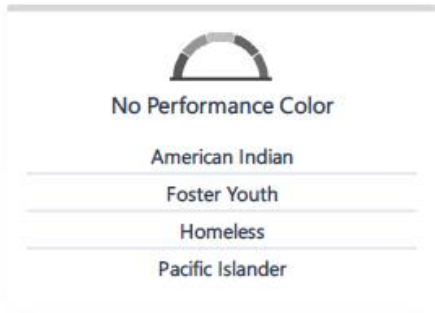 No Performance Color
American Indian
Foster Youth
Homeless
Pacific Islander